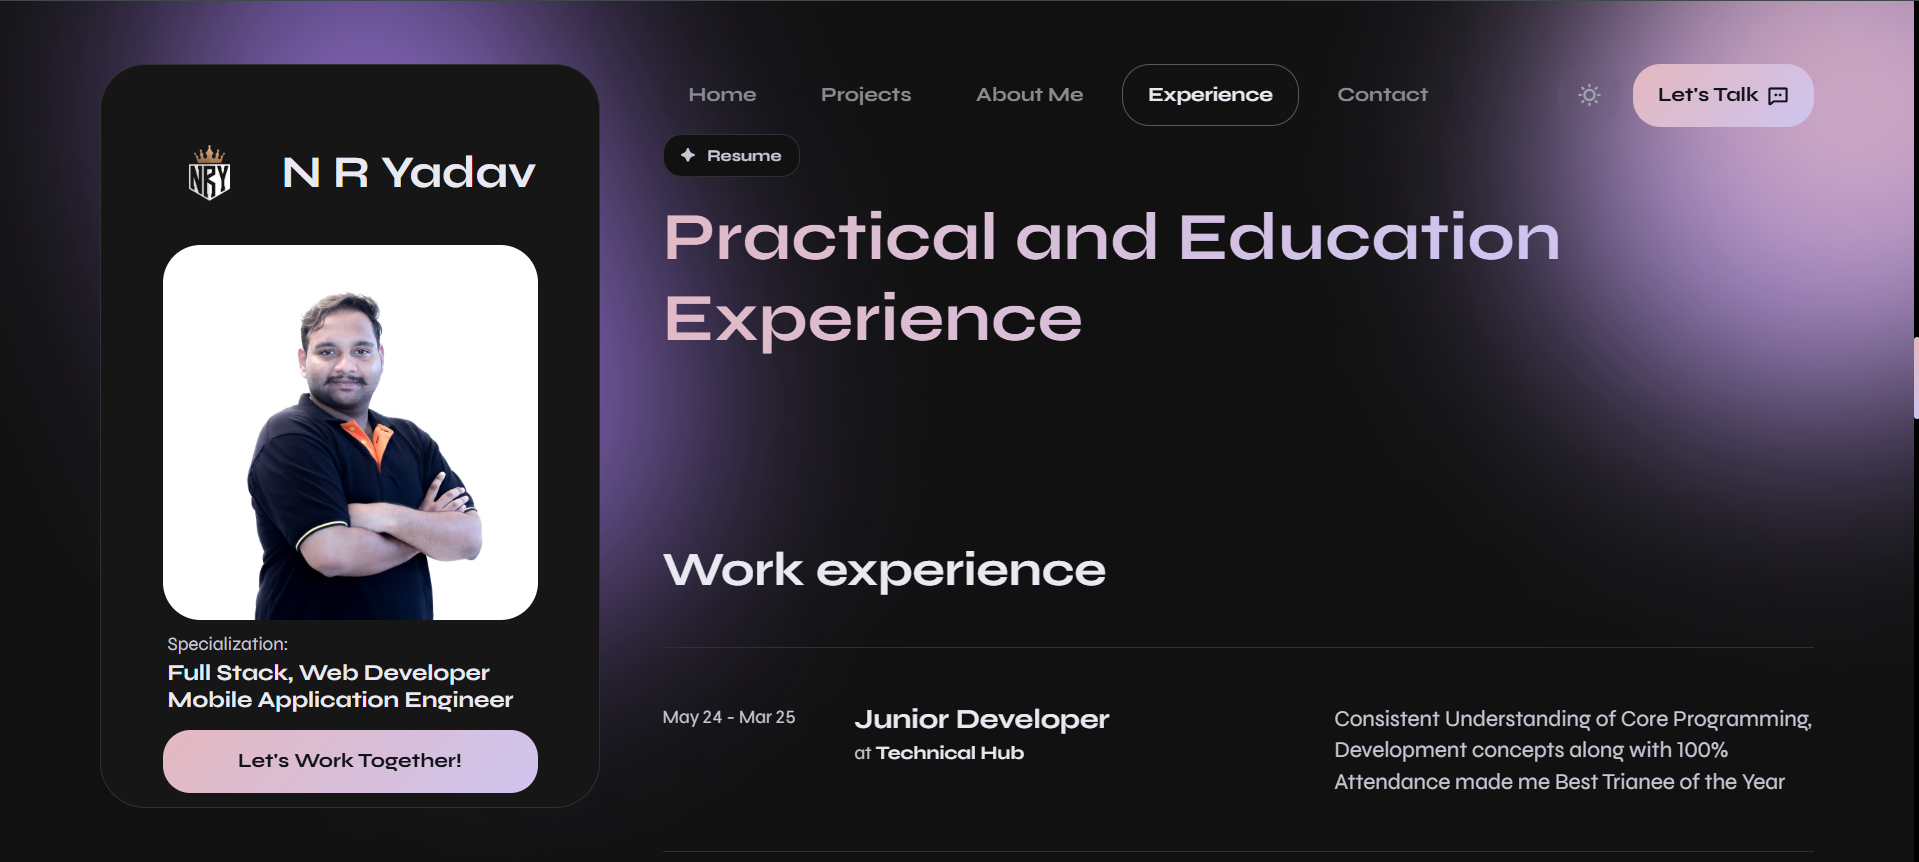 NRY
N R Yadav
Specialization:
Full Stack, Web Developer
Mobile Application Engineer
Let's Work Together!
Home
Projects
About Me
Experience
Contact
Let's Talk
Resume
Practical and Education
Experience
Work experience
May 24 - Mar 25
Junior Developer
at Technical Hub
Consistent Understanding of Core Programming,
Development concepts along with 100%
Attendance made me Best Trianee of the Year